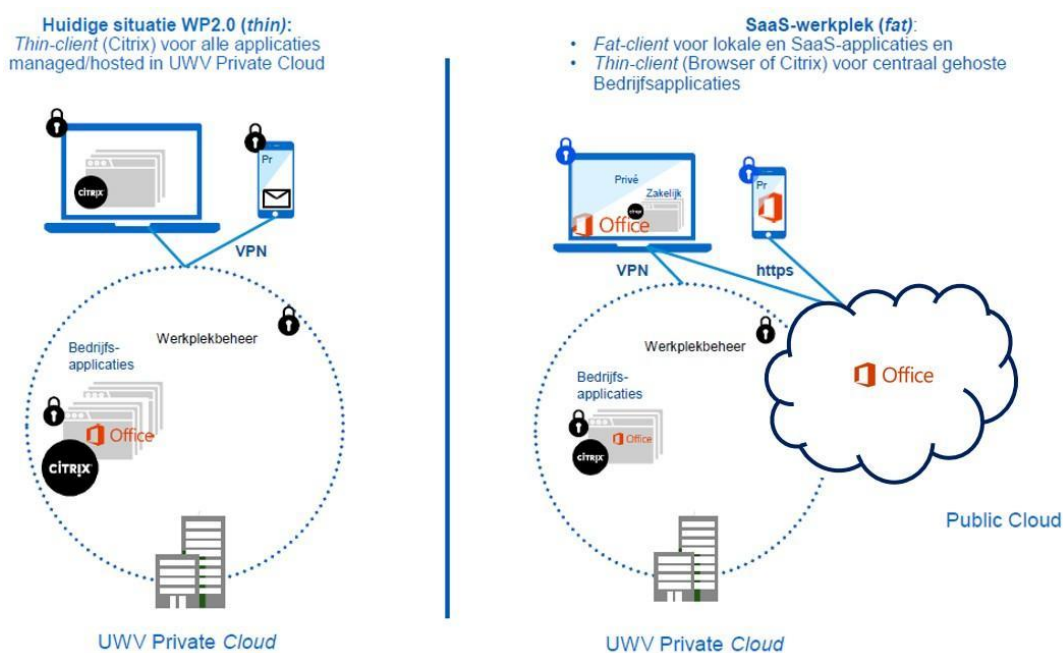 Huidige situatie WP2.0 (thin):
Thin-client (Citrix) voor alle applicaties
managed/hosted in UWV Private Cloud
Pr
CITRIX
VPN
Werkplekbeheer
Bedrijfs-
applicaties
Office
CITRIX
UWV Private Cloud
SaaS-werkplek (fat):
• Fat-client voor lokale en SaaS-applicaties en
• Thin-client (Browser of Citrix) voor centraal gehoste
Bedrijfsapplicaties
Privé
Zakelijk
Pr
CITRIX
Office
VPN
https
Werkplekbeheer
Bedrijfs-
applicaties
Office
CITRIX
Office
Public Cloud
UWV Private Cloud